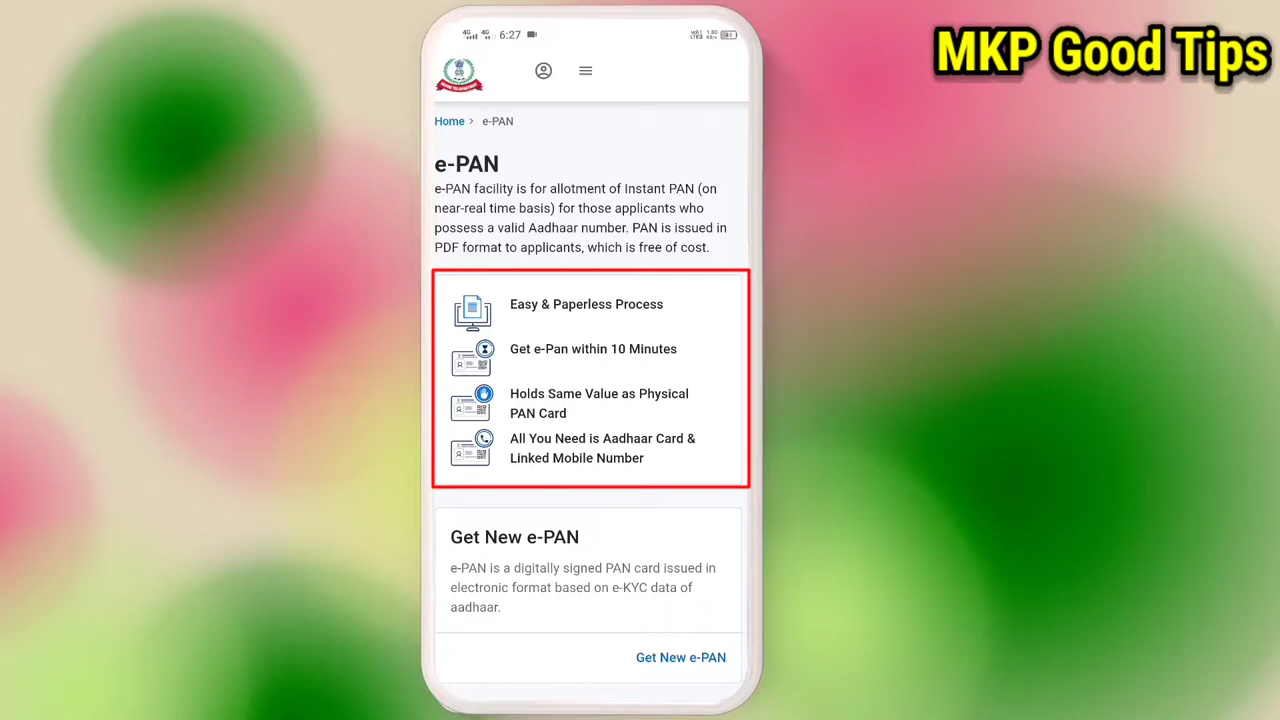 MKP Good Tips
6:27
Home > e-PAN
e-PAN
e-PAN facility is for allotment of Instant PAN (on
near-real time basis) for those applicants who
possess a valid Aadhaar number. PAN is issued in
PDF format to applicants, which is free of cost.
Easy & Paperless Process
Get e-Pan within 10 Minutes
Holds Same Value as Physical
PAN Card
All You Need is Aadhaar Card &
Linked Mobile Number
Get New e-PAN
e-PAN is a digitally signed PAN card issued in
electronic format based on e-KYC data of
aadhaar.
Get New e-PAN